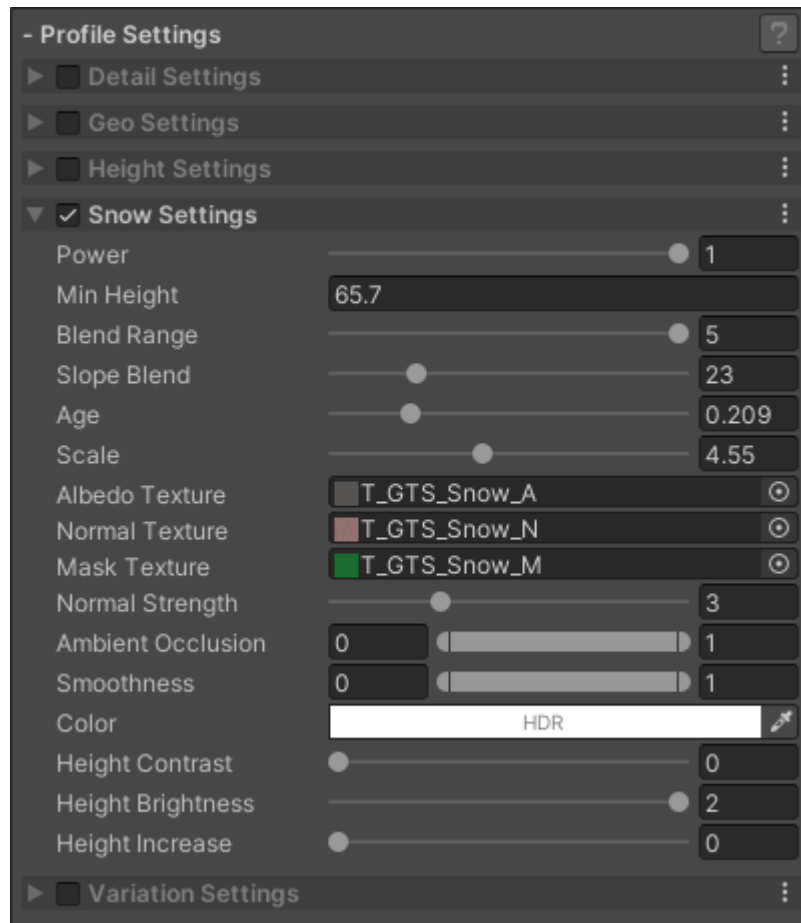 - Profile Settings ?
Detail Settings
Geo Settings
Height Settings
Snow Settings
Power 1
Min Height 65.7
Blend Range 5
Slope Blend 23
Age 0.209
Scale 4.55
Albedo Texture T_GTS_Snow_A
Normal Texture T_GTS_Snow_N
Mask Texture T_GTS_Snow_M
Normal Strength 3
Ambient Occlusion 0 1
Smoothness 0 1
Color HDR
Height Contrast 0
Height Brightness 2
Height Increase 0
Variation Settings